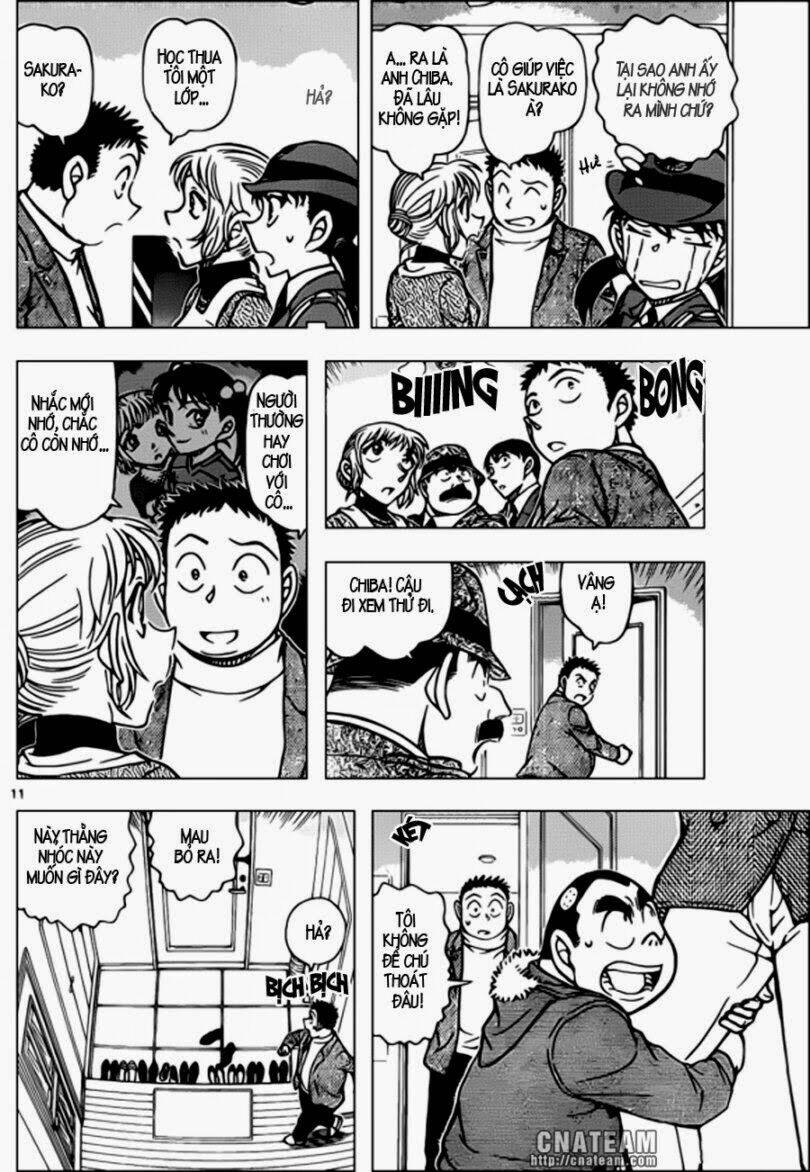 SAKURA-
KO?
HỌC THUA
TÔI MỘT
LỚP...
HẢ?
A... RA LÀ
ANH CHIBA,
ĐÃ LÂU
KHÔNG GẶP!
CÔ GIÚP VIỆC
LÀ SAKURAKO
À?
TẠI SAO ANH ẤY
LẠI KHÔNG NHỚ
RA MÌNH CHỨ?
HU...
NHẮC MỚI
NHỚ, CHẮC
CÔ CÒN NHỚ...
NGƯỜI
THƯỜNG
HAY
CHƠI
VỚI
CÔ...
BIIIING
BONG
CHIBA! CẬU
ĐI XEM THỬ ĐI.
CẠCH
VÂNG
Ạ!
11
NÀY, THẰNG
NHÓC NÀY
MUỐN GÌ ĐÂY?
MAU
BỎ RA!
HẢ?
BỊCH BỊCH
KÉT
TÔI
KHÔNG
ĐỂ CHÚ
THOÁT
ĐÂU!
CNATEAM
http://cnateam.com